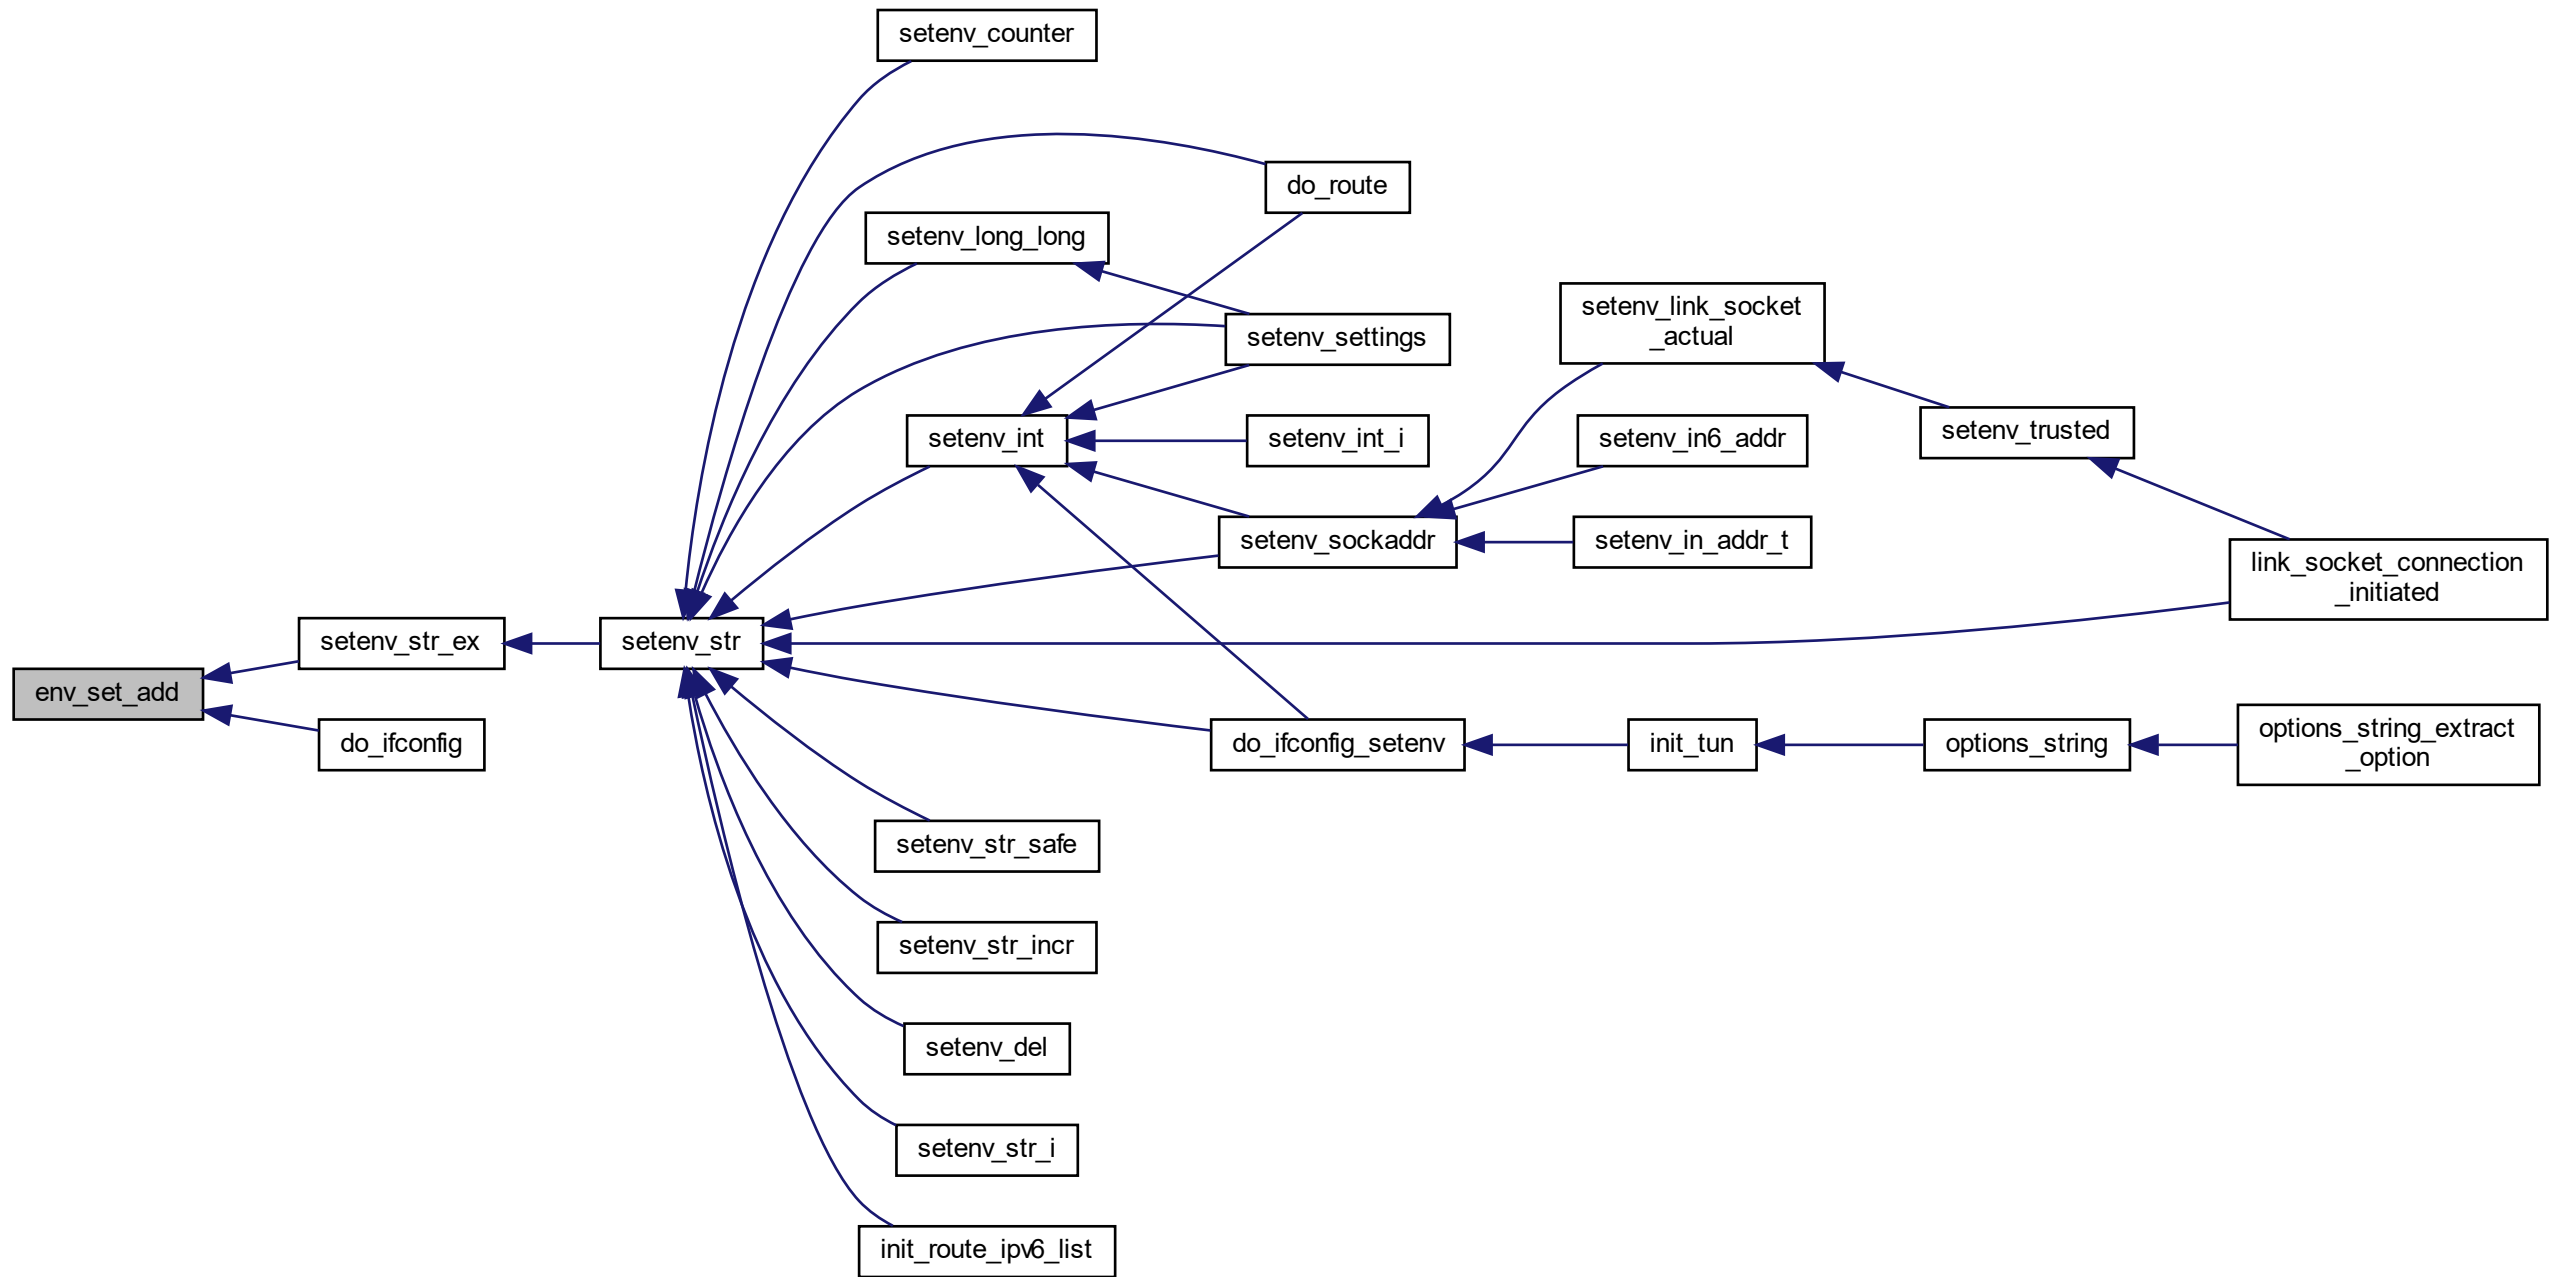 setenv_counter
do_route
setenv_long_long
setenv_link_socket
_actual
setenv_settings
setenv_trusted
setenv_int
setenv_int_i
setenv_in6_addr
setenv_sockaddr
setenv_in_addr_t
link_socket_connection
_initiated
setenv_str_ex
setenv_str
env_set_add
do_ifconfig
do_ifconfig_setenv
init_tun
options_string
options_string_extract
_option
setenv_str_safe
setenv_str_incr
setenv_del
setenv_str_i
init_route_ipv6_list